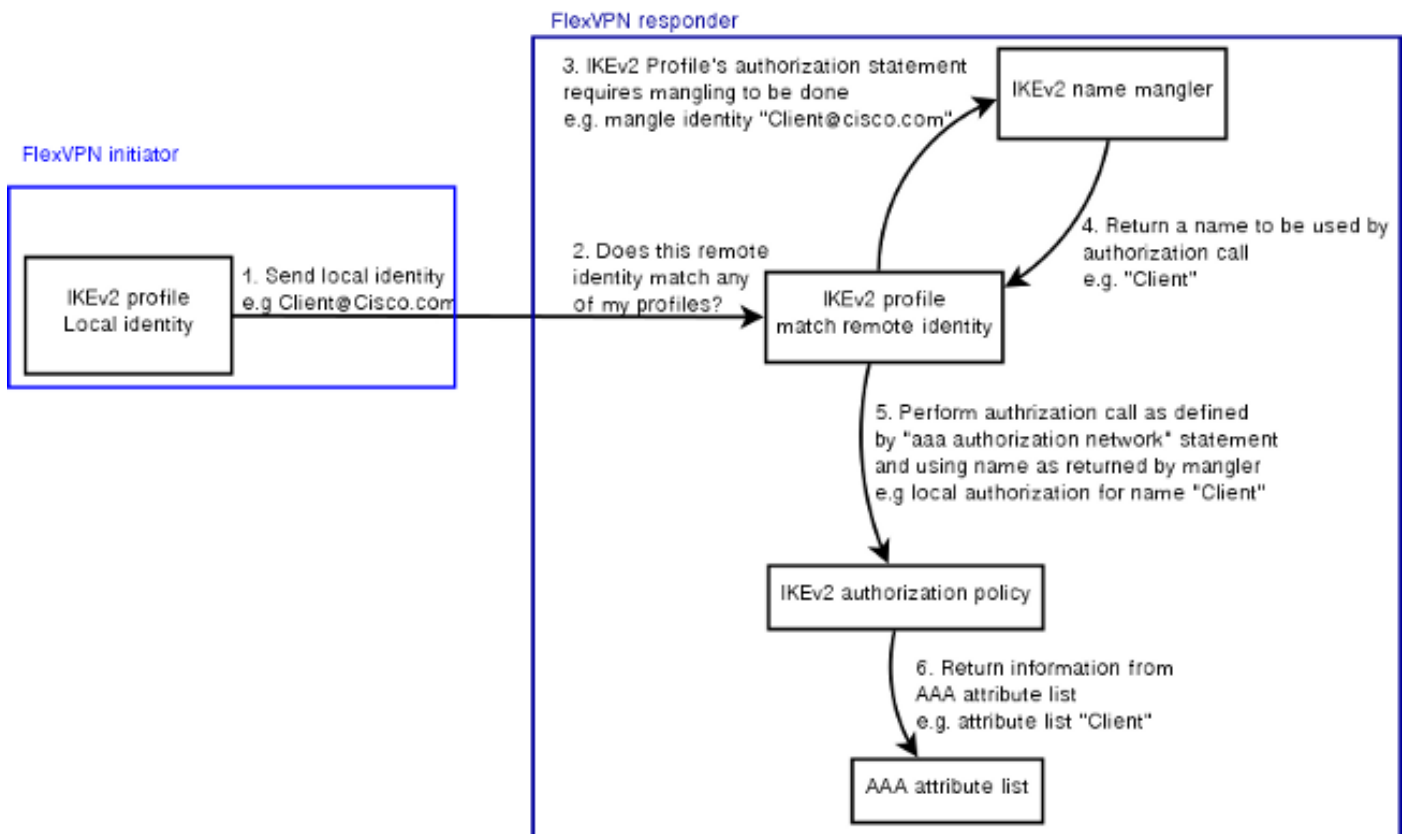 FlexVPN responder
3. IKEv2 Profile's authorization statement
requires mangling to be done
e.g. mangle identity "Client@cisco.com"
IKEv2 name mangler
FlexVPN initiator
4. Return a name to be used by
authorization call
e.g. "Client"
IKEv2 profile
Local identity
1. Send local identity
e.g Client@Cisco.com
2. Does this remote
identity match any
of my profiles?
IKEv2 profile
match remote identity
5. Perform authrization call as defined
by "aaa authorization network" statement
and using name as returned by mangler
e.g local authorization for name "Client"
IKEv2 authorization policy
6. Return information from
AAA attribute list
e.g. attribute list "Client"
AAA attribute list